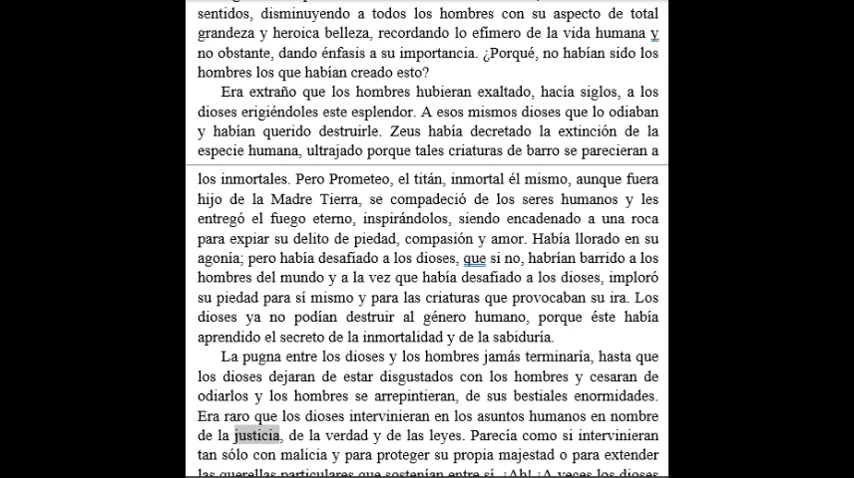 sentidos, disminuyendo a todos los hombres con su aspecto de total
grandeza y heroica belleza, recordando lo efímero de la vida humana y
no obstante, dando énfasis a su importancia. ¿Porqué, no habían sido los
hombres los que habían creado esto?
Era extraño que los hombres hubieran exaltado, hacía siglos, a los
dioses erigiéndoles este esplendor. A esos mismos dioses que lo odiaban
y habían querido destruirle. Zeus había decretado la extinción de la
especie humana, ultrajado porque tales criaturas de barro se parecieran a
los inmortales. Pero Prometeo, el titán, inmortal él mismo, aunque fuera
hijo de la Madre Tierra, se compadeció de los seres humanos y les
entregó el fuego eterno, inspirándolos, siendo encadenado a una roca
para expiar su delito de piedad, compasión y amor. Había llorado en su
agonía; pero había desafiado a los dioses, que si no, habrían barrido a los
hombres del mundo y a la vez que había desafiado a los dioses, imploró
su piedad para sí mismo y para las criaturas que provocaban su ira. Los
dioses ya no podían destruir al género humano, porque éste había
aprendido el secreto de la inmortalidad y de la sabiduría.
La pugna entre los dioses y los hombres jamás terminaría, hasta que
los dioses dejaran de estar disgustados con los hombres y cesaran de
odiarlos y los hombres se arrepintieran, de sus bestiales enormidades.
Era raro que los dioses intervinieran en los asuntos humanos en nombre
de la justicia, de la verdad y de las leyes. Parecía como si intervinieran
tan sólo con malicia y para proteger su propia majestad o para extender
las querellas particulares que sostenían entre sí. ¡Ah! ¡A veces los dioses